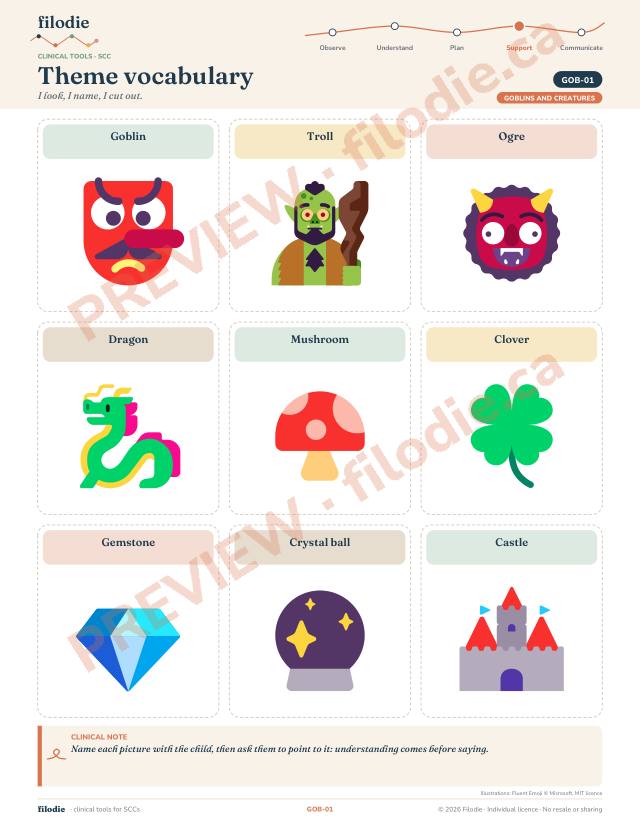 filodie
CLINICAL TOOLS · SCC
Observe Understand Plan Support Communicate
Theme vocabulary
GOB-01
I look, I name, I cut out.
GOBLINS AND CREATURES
Goblin Troll Ogre
Dragon Mushroom Clover
Gemstone Crystal ball Castle
PREVIEW · filodie.ca
PREVIEW · filodie.ca
CLINICAL NOTE
Name each picture with the child, then ask them to point to it: understanding comes before saying.
Illustrations: Fluent Emoji © Microsoft, MIT licence
filodie · clinical tools for SCCs GOB-01 © 2026 Filodie · Individual licence · No resale or sharing